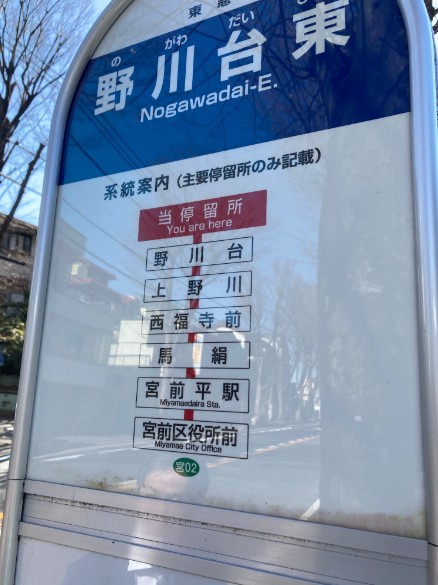 東急
のがわだい
野川台東
Nogawadai-E.
系統案内（主要停留所のみ記載）
当停留所
You are here
野川台
上野川
西福寺前
馬絹
宮前平駅
Miyamaedaira Sta.
宮前区役所前
Miyamae City Office
宮02